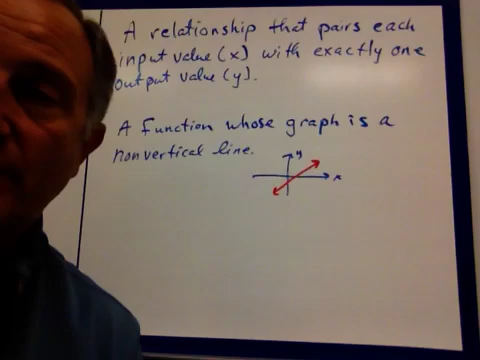 A relationship that pairs each
input value (x) with exactly one
output value (y).
A Function whose graph is a
nonvertical line.
y
x